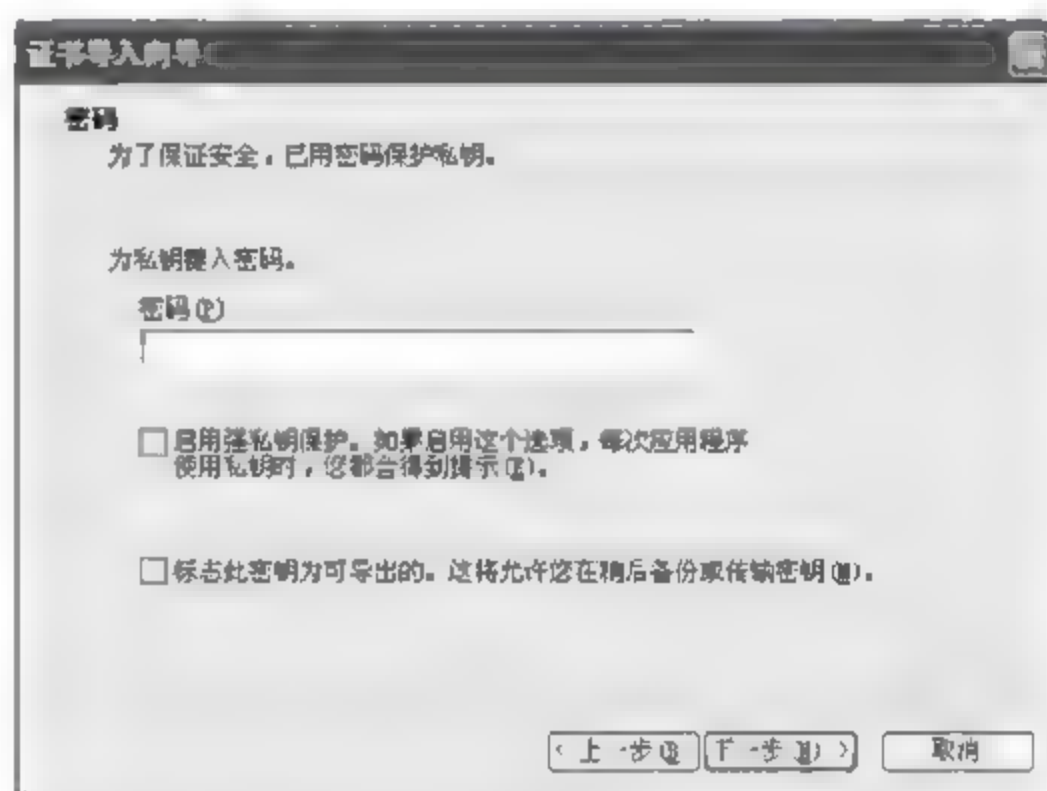 证书导入向导
密码
为了保证安全，已用密码保护私钥。
为私钥键入密码。
密码(P)
启用强私钥保护。如果启用这个选项，每次应用程序
使用私钥时，您都会得到提示(E)。
标志此密钥为可导出的。这将允许您在稍后备份或传输密钥(M)。
< 上一步(B) 下一步(N) > 取消